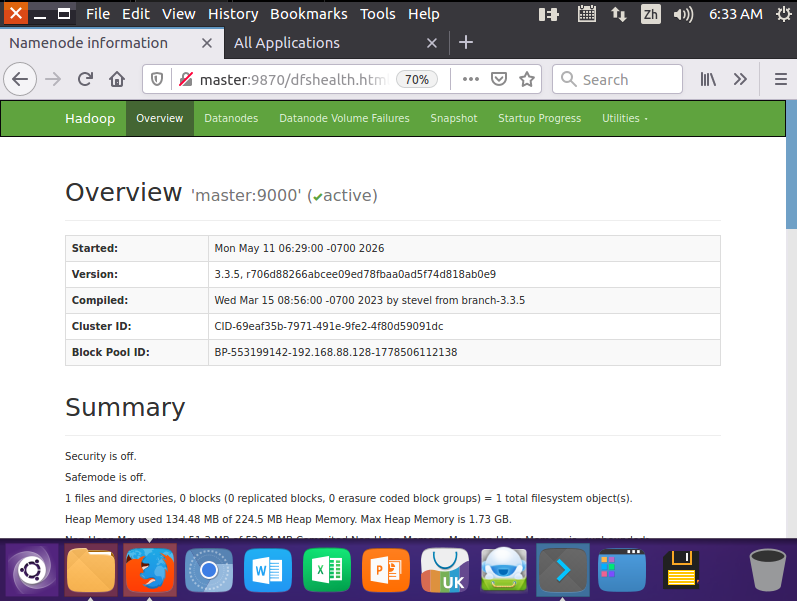 File Edit View History Bookmarks Tools Help Zh 6:33 AM
Namenode information All Applications
master:9870/dfshealth.htm 70% Search
Hadoop Overview Datanodes Datanode Volume Failures Snapshot Startup Progress Utilities
Overview 'master:9000' (✔active)
Started: Mon May 11 06:29:00 -0700 2026
Version: 3.3.5, r706d88266abcee09ed78fbaa0ad5f74d818ab0e9
Compiled: Wed Mar 15 08:56:00 -0700 2023 by stevel from branch-3.3.5
Cluster ID: CID-69eaf35b-7971-491e-9fe2-4f80d59091dc
Block Pool ID: BP-553199142-192.168.88.128-1778506112138
Summary
Security is off.
Safemode is off.
1 files and directories, 0 blocks (0 replicated blocks, 0 erasure coded block groups) = 1 total filesystem object(s).
Heap Memory used 134.48 MB of 224.5 MB Heap Memory. Max Heap Memory is 1.73 GB.
W X P UK